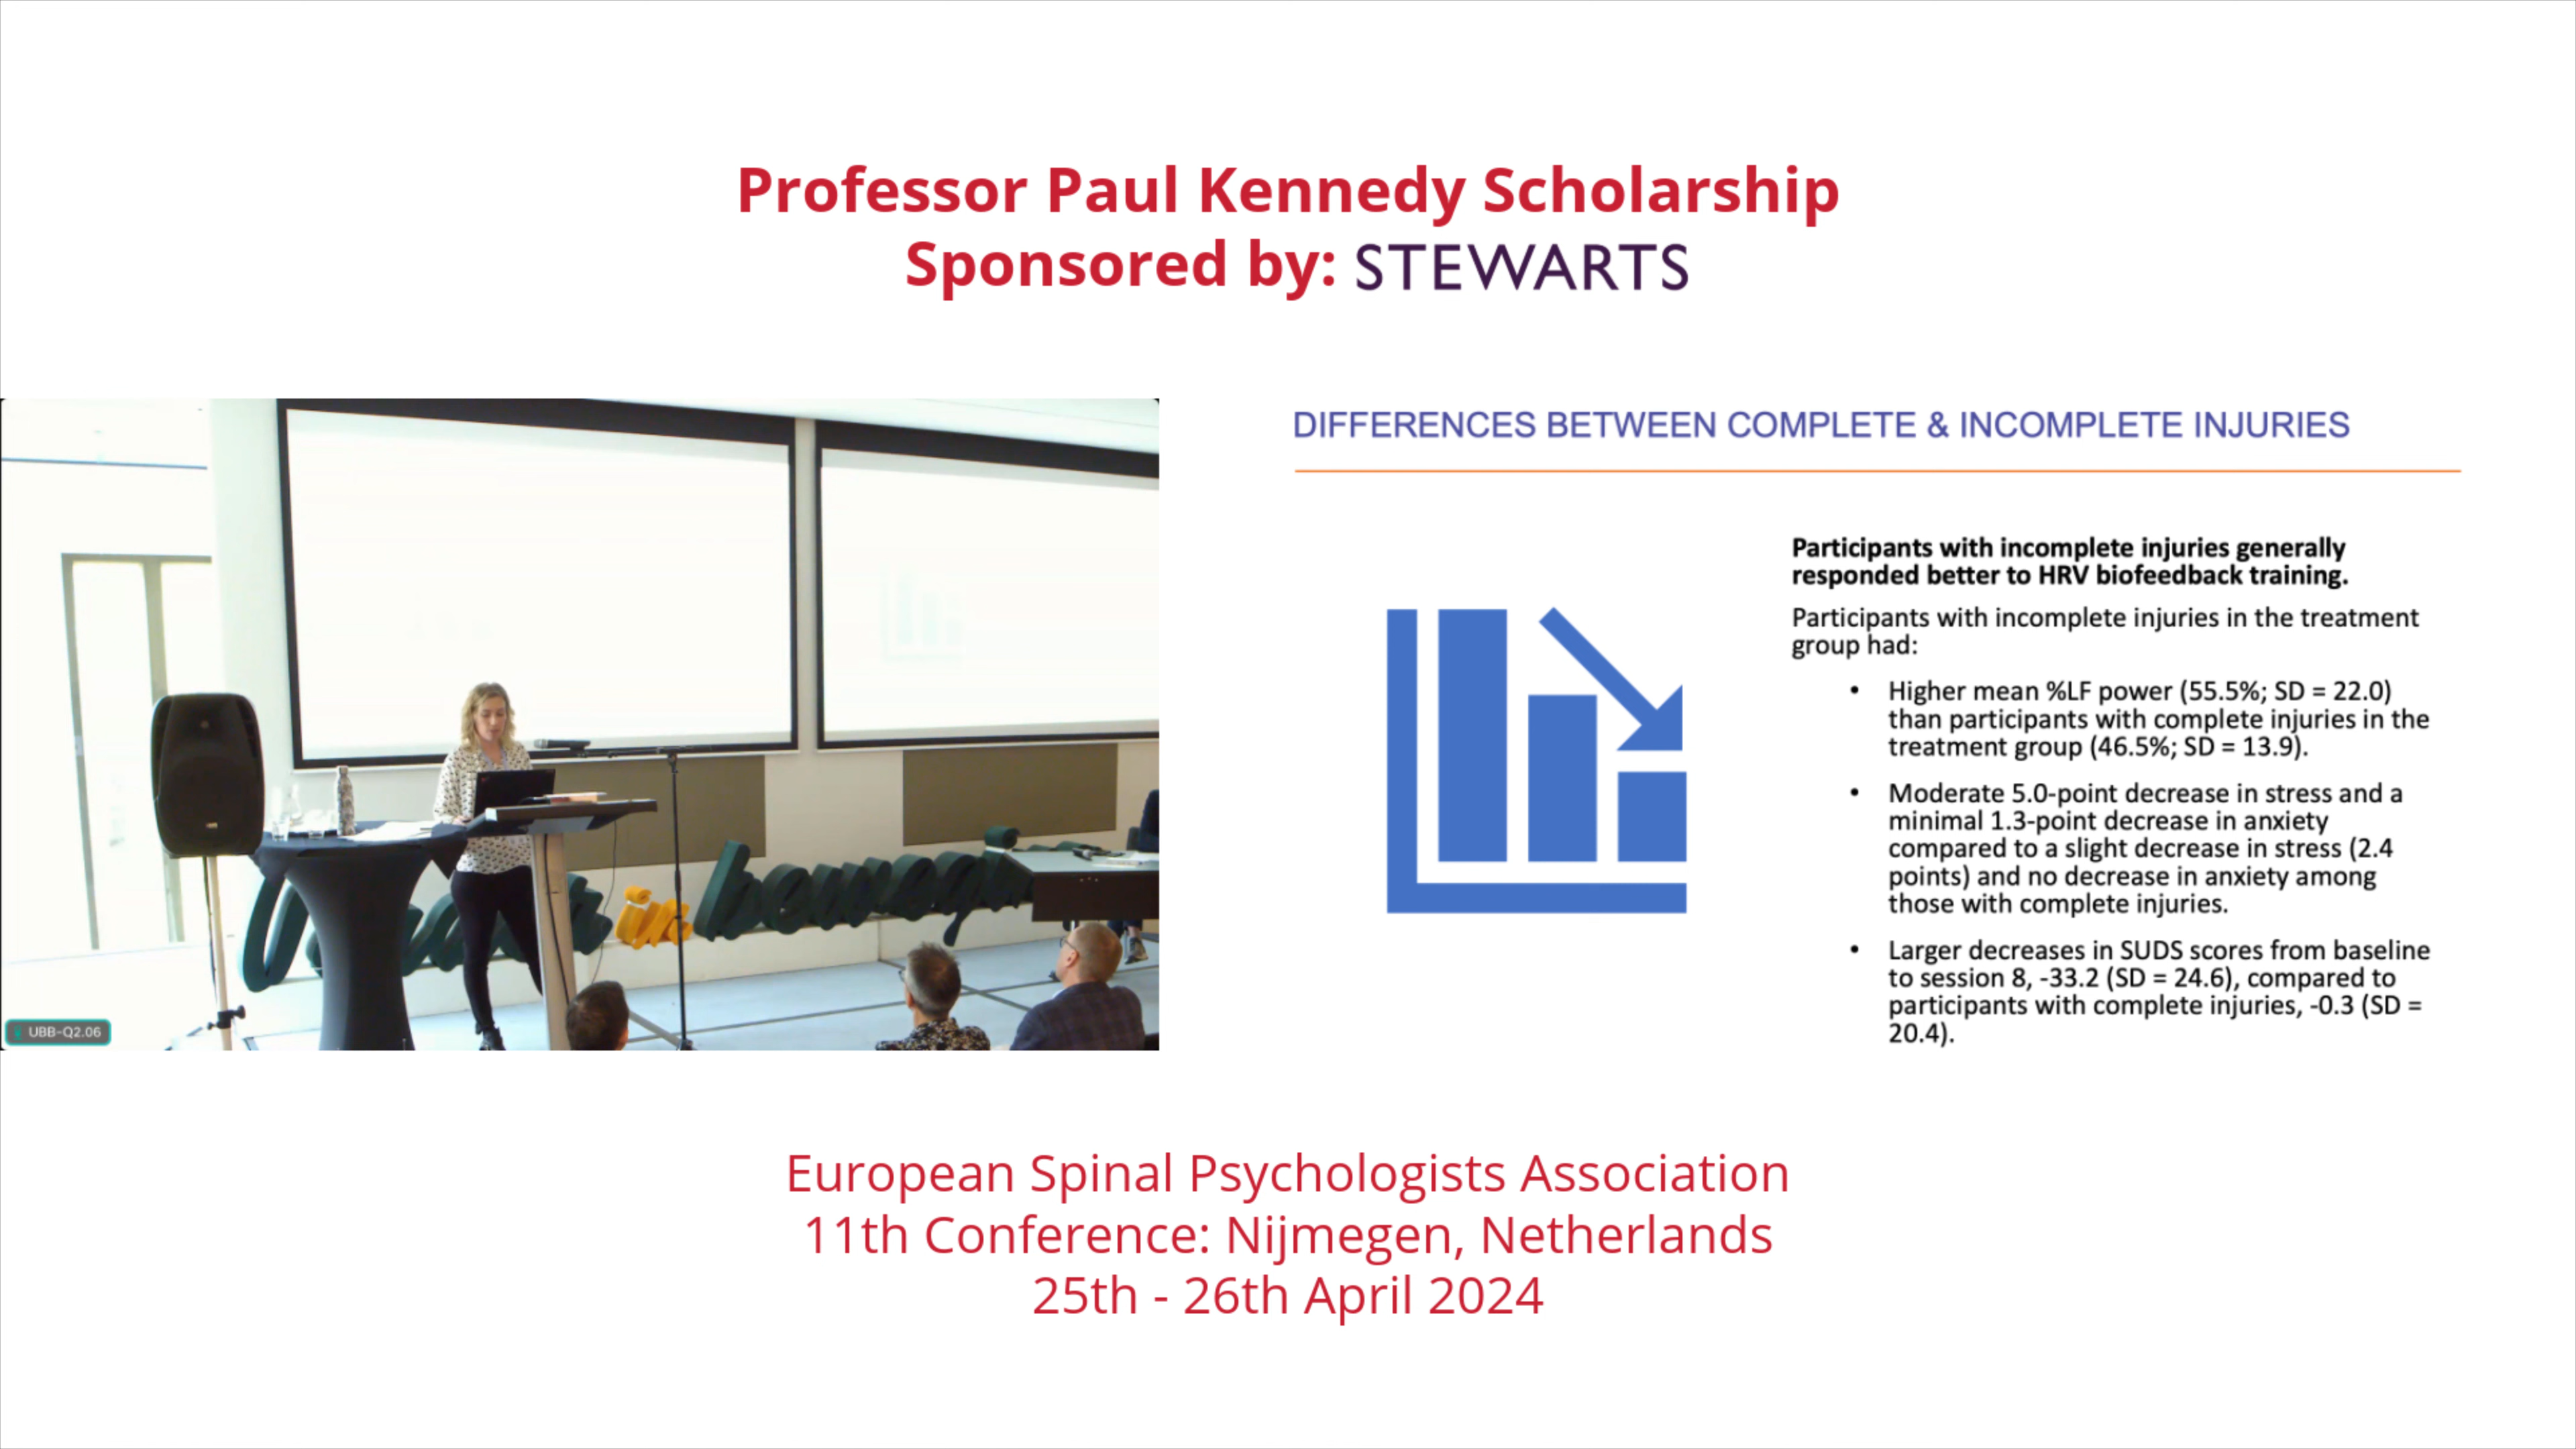 Professor Paul Kennedy Scholarship
Sponsored by: STEWARTS
UBB-Q2.06
in beweg
DIFFERENCES BETWEEN COMPLETE & INCOMPLETE INJURIES
Participants with incomplete injuries generally
responded better to HRV biofeedback training.
Participants with incomplete injuries in the treatment
group had:
• Higher mean %LF power (55.5%; SD = 22.0)
than participants with complete injuries in the
treatment group (46.5%; SD = 13.9).
• Moderate 5.0-point decrease in stress and a
minimal 1.3-point decrease in anxiety
compared to a slight decrease in stress (2.4
points) and no decrease in anxiety among
those with complete injuries.
• Larger decreases in SUDS scores from baseline
to session 8, -33.2 (SD = 24.6), compared to
participants with complete injuries, -0.3 (SD =
20.4).
European Spinal Psychologists Association
11th Conference: Nijmegen, Netherlands
25th - 26th April 2024